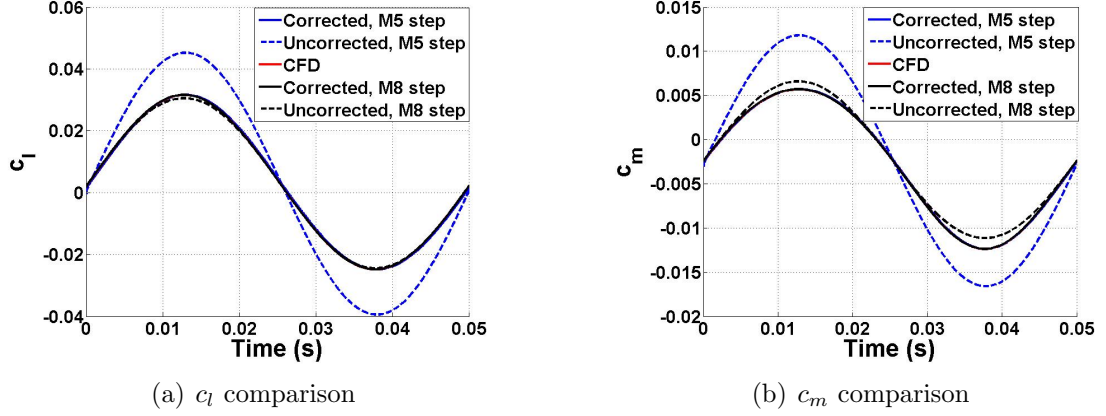 0.06
0.04
0.02
0
-0.02
-0.04
c_l
0 0.01 0.02 0.03 0.04 0.05
Time (s)
Corrected, M5 step
Uncorrected, M5 step
CFD
Corrected, M8 step
Uncorrected, M8 step
(a) c_l comparison
0.015
0.01
0.005
0
-0.005
-0.01
-0.015
-0.02
c_m
0 0.01 0.02 0.03 0.04 0.05
Time (s)
Corrected, M5 step
Uncorrected, M5 step
CFD
Corrected, M8 step
Uncorrected, M8 step
(b) c_m comparison